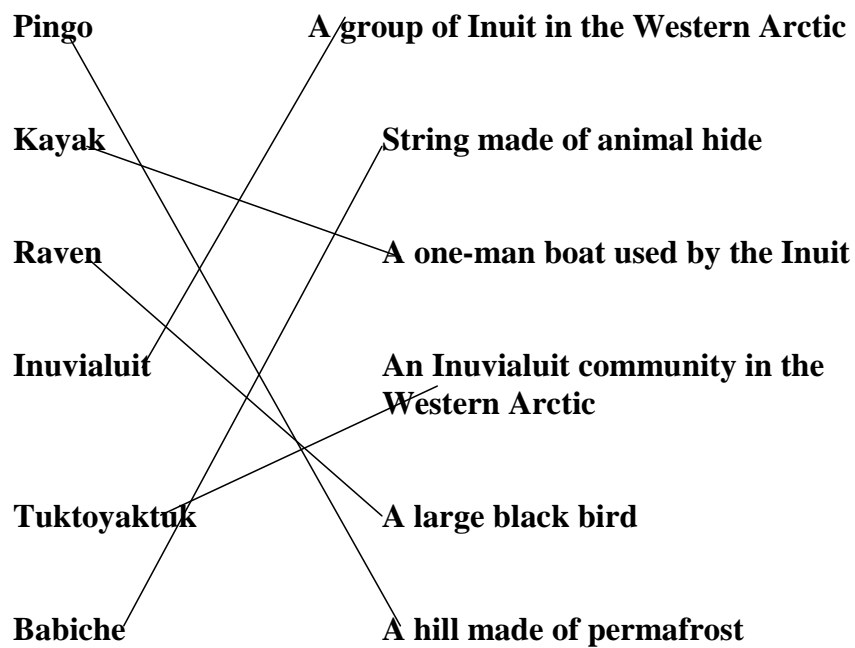 Pingo A group of Inuit in the Western Arctic
Kayak String made of animal hide
Raven A one-man boat used by the Inuit
Inuvialuit An Inuvialuit community in the
Western Arctic
Tuktoyaktuk A large black bird
Babiche A hill made of permafrost